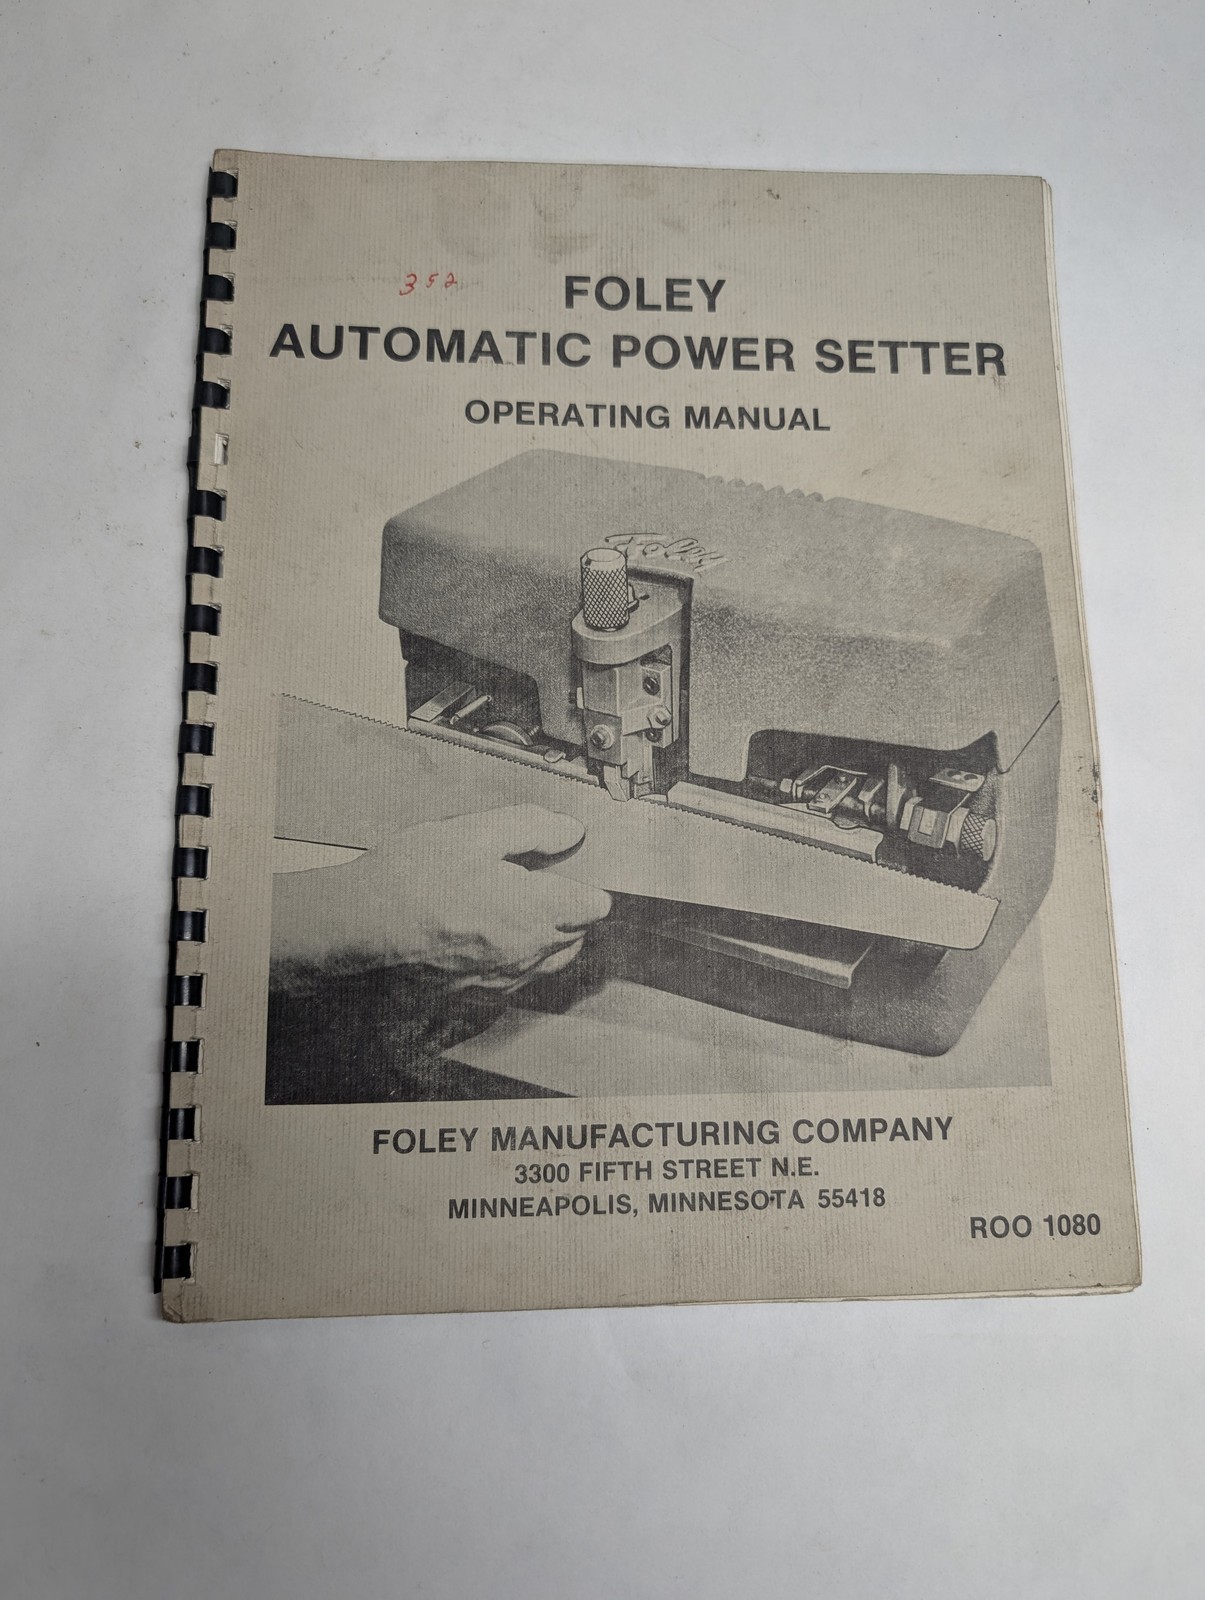 352
FOLEY
AUTOMATIC POWER SETTER
OPERATING MANUAL
Foley
FOLEY MANUFACTURING COMPANY
3300 FIFTH STREET N.E.
MINNEAPOLIS, MINNESOTA 55418
ROO 1080